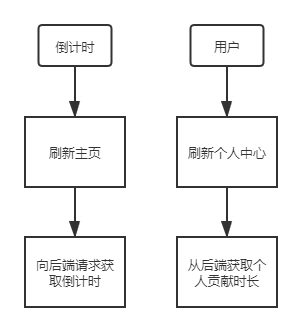 倒计时
用户
刷新主页
刷新个人中心
向后端请求获
取倒计时
从后端获取个
人贡献时长